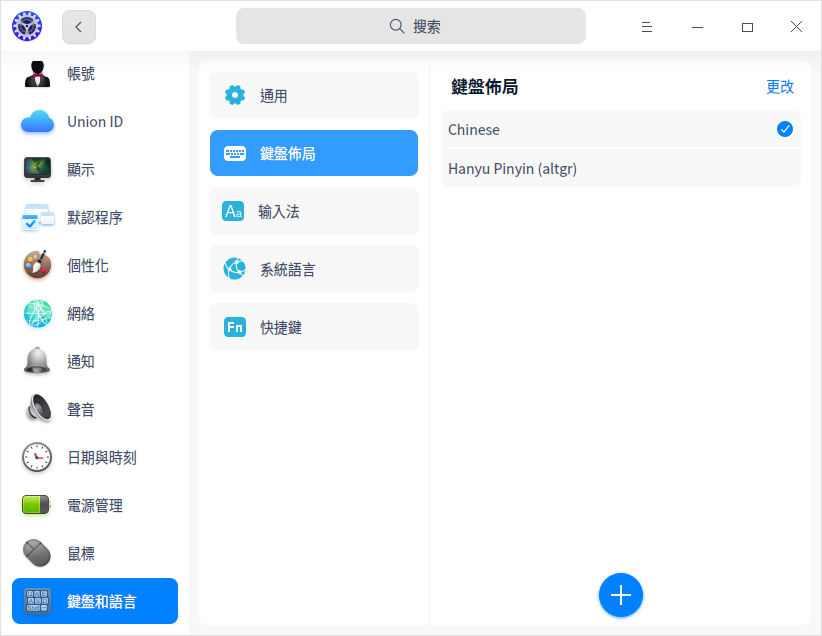 搜索
帳號
Union ID
顯示
默認程序
個性化
網絡
通知
聲音
日期與時刻
電源管理
鼠標
鍵盤和語言
通用
鍵盤佈局
Aa
输入法
系統語言
Fn
快捷鍵
鍵盤佈局
更改
Chinese
Hanyu Pinyin (altgr)